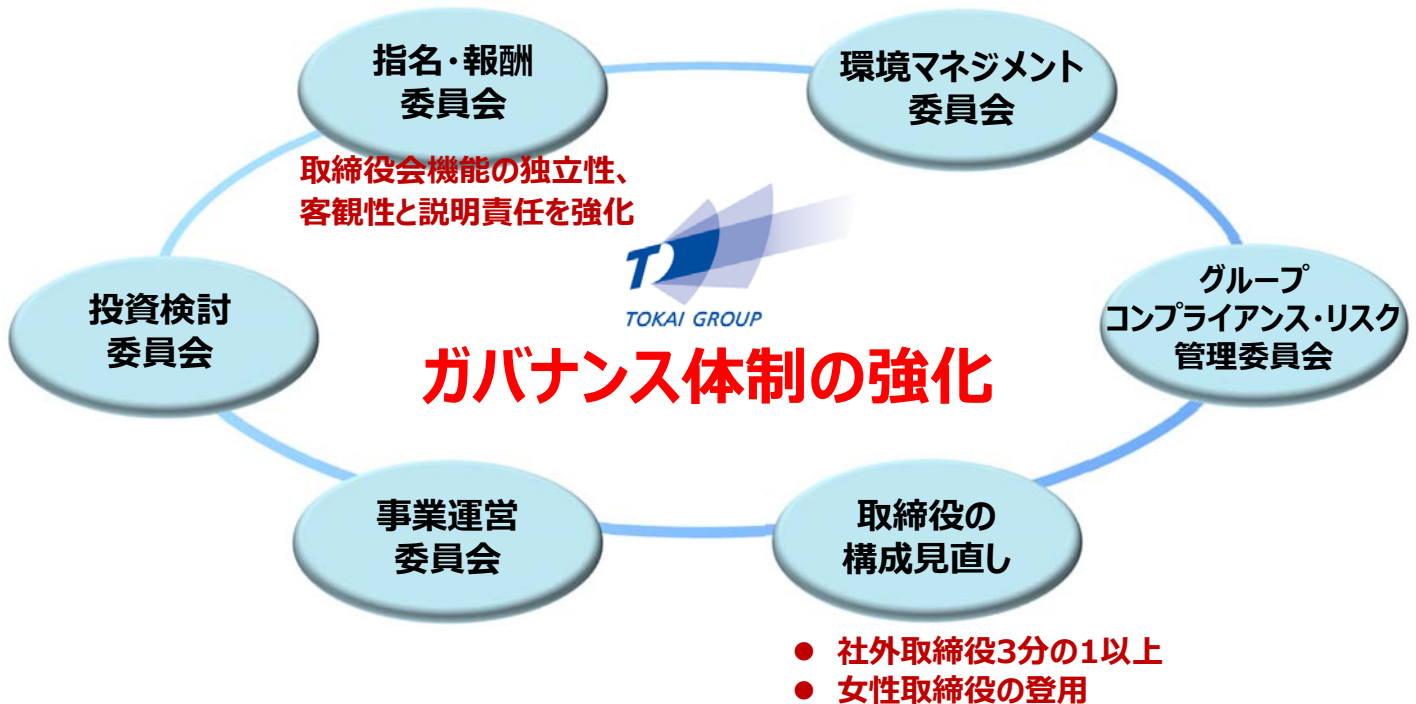 指名・報酬
委員会
環境マネジメント
委員会
取締役会機能の独立性、
客観性と説明責任を強化
T
TOKAI GROUP
グループ
コンプライアンス・リスク
管理委員会
投資検討
委員会
ガバナンス体制の強化
事業運営
委員会
取締役の
構成見直し
● 社外取締役3分の1以上
● 女性取締役の登用